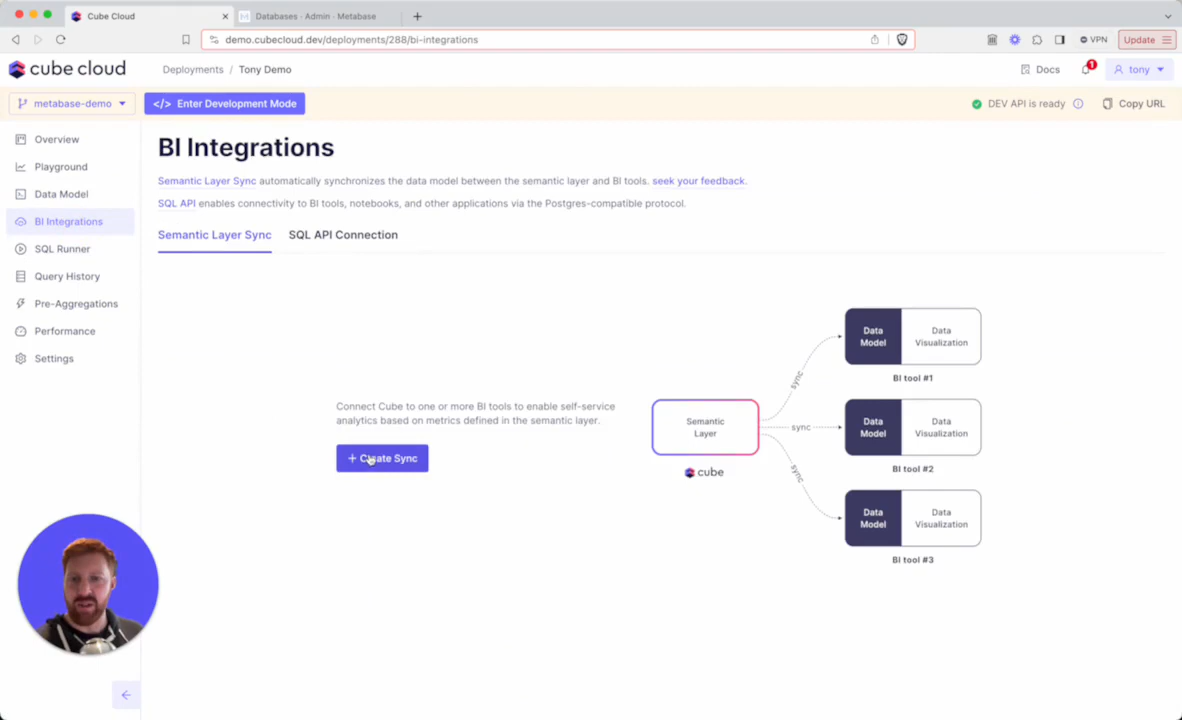 Cube Cloud
Databases · Admin · Metabase
demo.cubecloud.dev/deployments/288/bi-integrations
VPN
Update
cube cloud
Deployments / Tony Demo
Docs
1
tony
metabase-demo
</> Enter Development Mode
DEV API is ready
Copy URL
Overview
Playground
Data Model
BI Integrations
SQL Runner
Query History
Pre-Aggregations
Performance
Settings
BI Integrations
Semantic Layer Sync automatically synchronizes the data model between the semantic layer and BI tools. seek your feedback.
SQL API enables connectivity to BI tools, notebooks, and other applications via the Postgres-compatible protocol.
Semantic Layer Sync
SQL API Connection
Connect Cube to one or more BI tools to enable self-service
analytics based on metrics defined in the semantic layer.
+ Create Sync
Semantic
Layer
cube
sync
sync
sync
Data
Model
Data
Visualization
BI tool #1
Data
Model
Data
Visualization
BI tool #2
Data
Model
Data
Visualization
BI tool #3